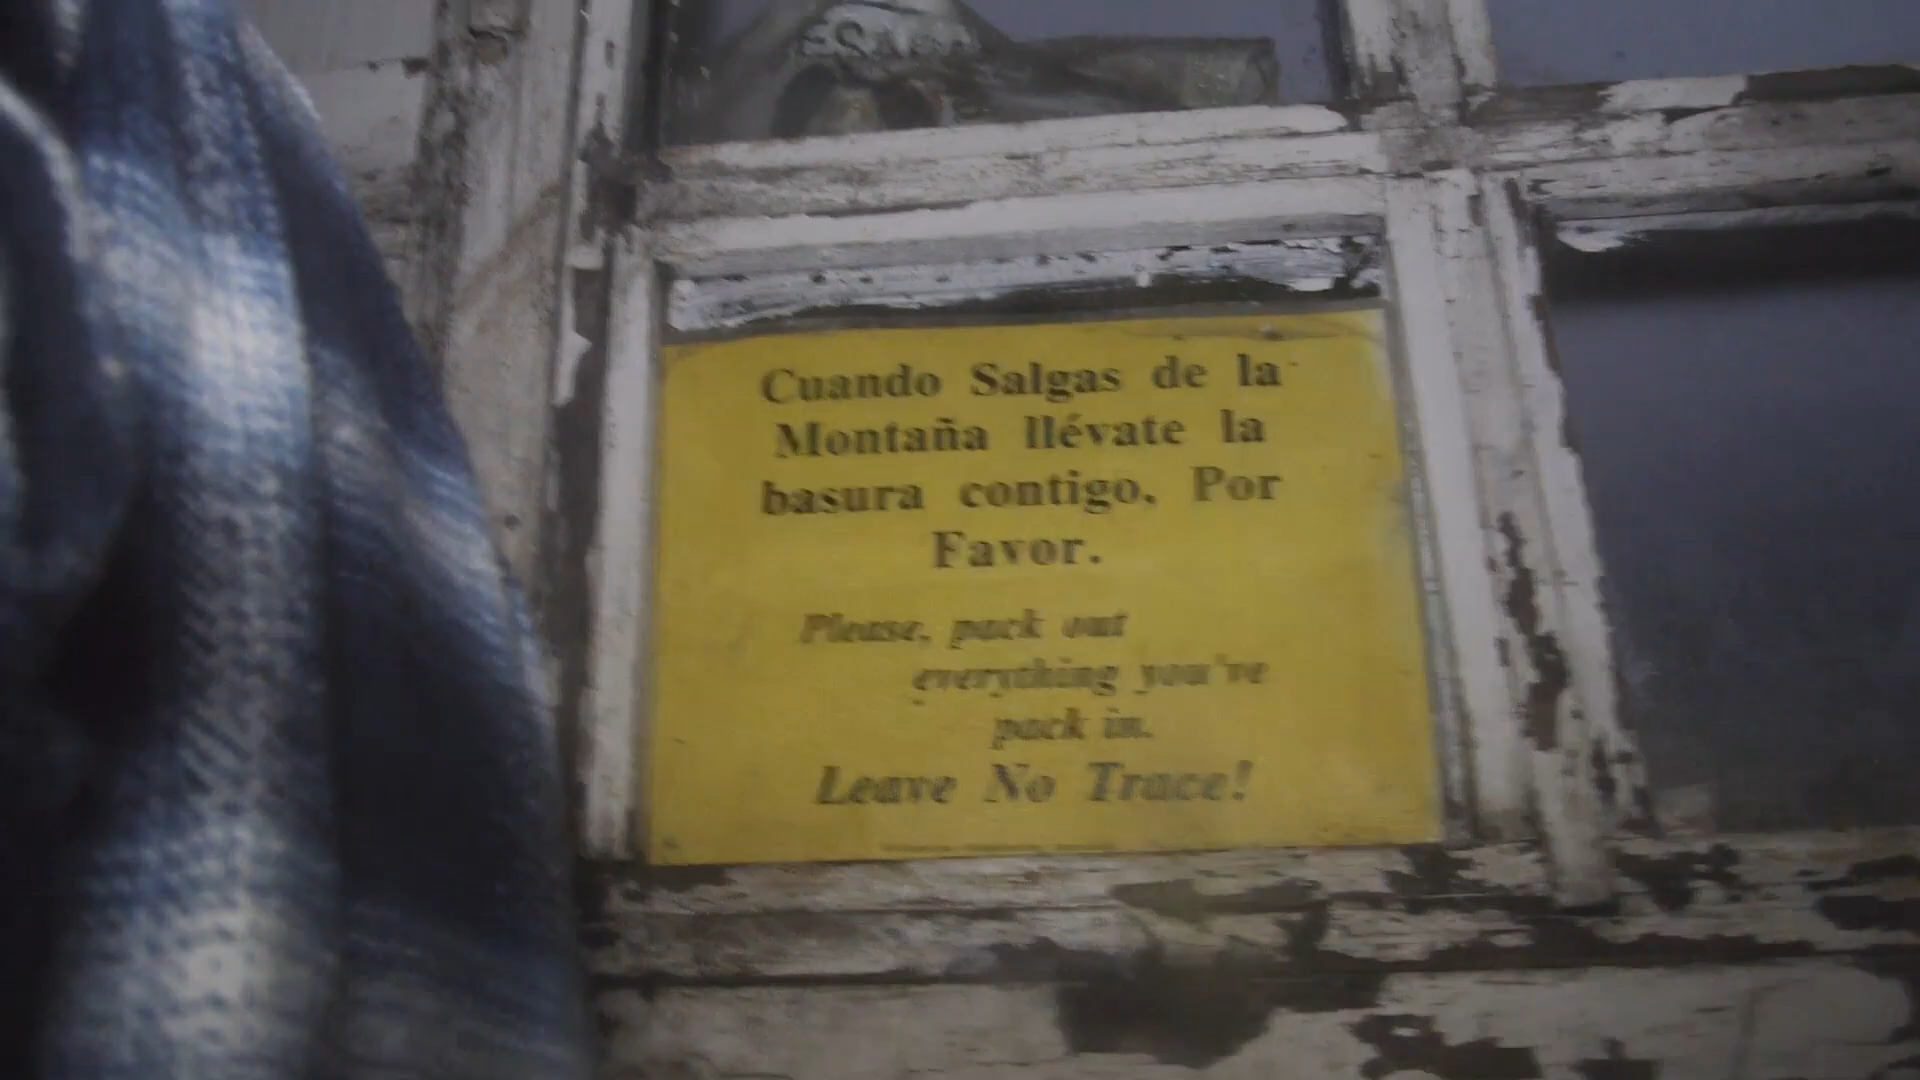 Cuando Salgas de la
Montaña llévate la
basura contigo, Por
Favor.
Please, pack out
everything you've
pack in.
Leave No Trace!